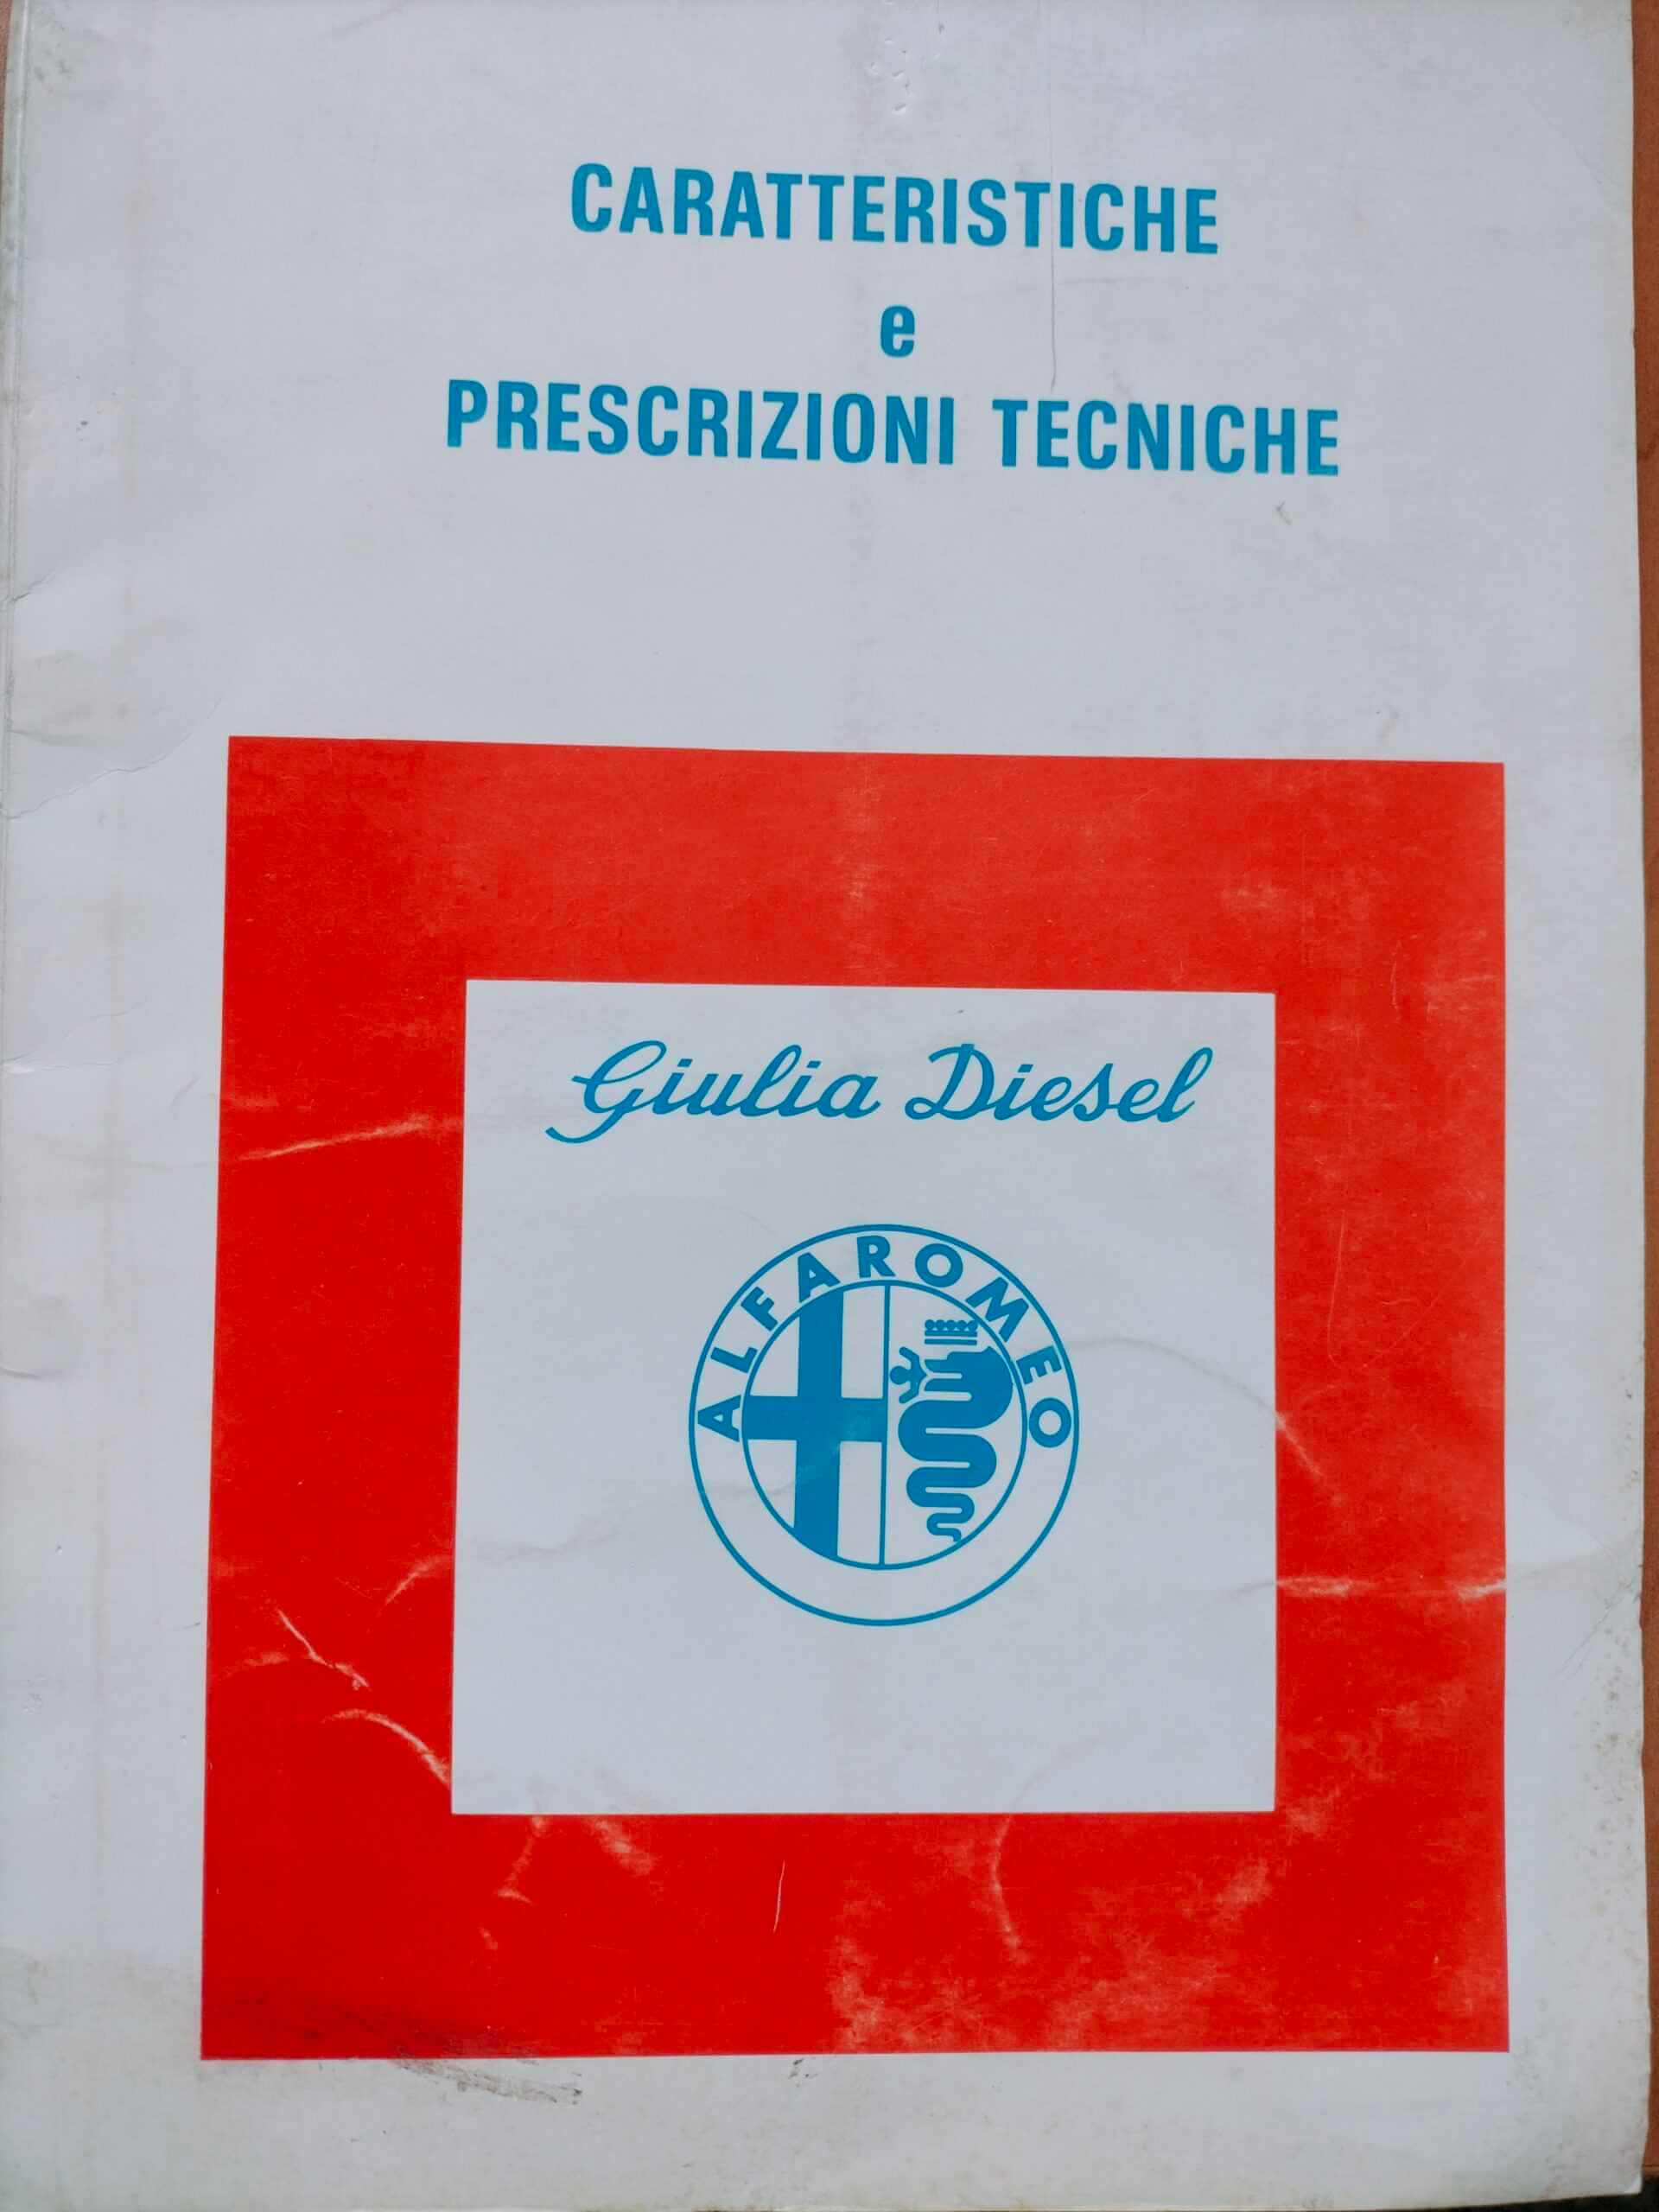 CARATTERISTICHE
e
PRESCRIZIONI TECNICHE
Giulia Diesel
ALFA ROMEO